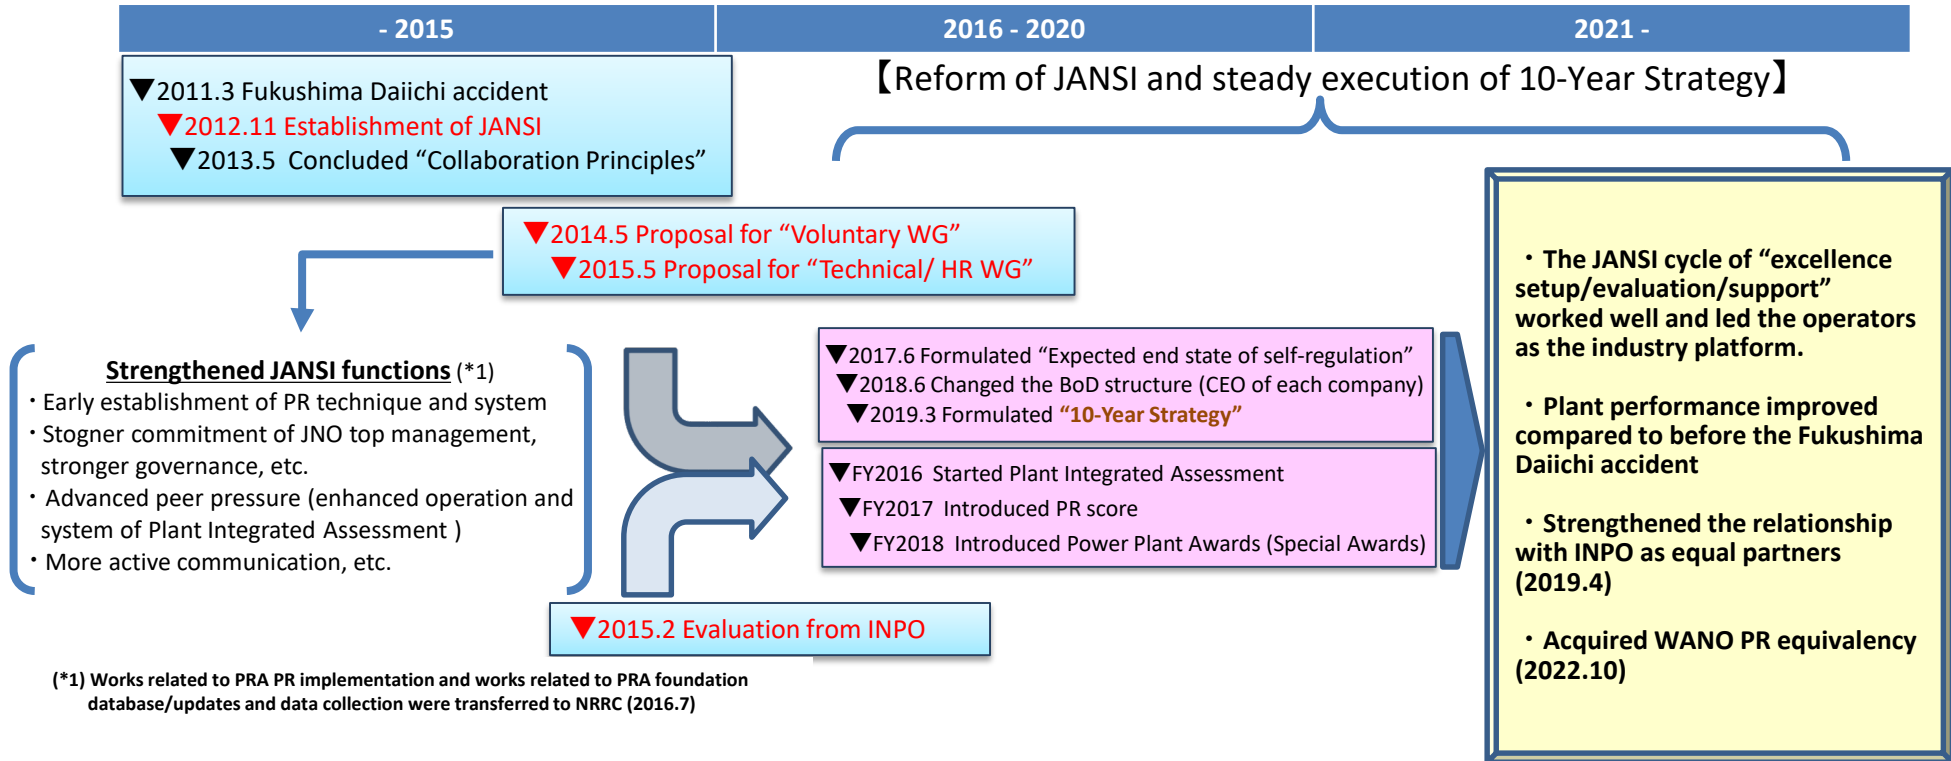 - 2015
2016 - 2020
2021 -
▼2011.3 Fukushima Daiichi accident
▼2012.11 Establishment of JANSI
▼2013.5 Concluded “Collaboration Principles”
【Reform of JANSI and steady execution of 10-Year Strategy】
▼2014.5 Proposal for “Voluntary WG”
▼2015.5 Proposal for “Technical/ HR WG”
Strengthened JANSI functions (*1)
・Early establishment of PR technique and system
・Stogner commitment of JNO top management,
stronger governance, etc.
・Advanced peer pressure (enhanced operation and
system of Plant Integrated Assessment )
・More active communication, etc.
▼2015.2 Evaluation from INPO
(*1) Works related to PRA PR implementation and works related to PRA foundation
database/updates and data collection were transferred to NRRC (2016.7)
▼2017.6 Formulated “Expected end state of self-regulation”
▼2018.6 Changed the BoD structure (CEO of each company)
▼2019.3 Formulated “10-Year Strategy”
▼FY2016 Started Plant Integrated Assessment
▼FY2017 Introduced PR score
▼FY2018 Introduced Power Plant Awards (Special Awards)
・The JANSI cycle of “excellence
setup/evaluation/support”
worked well and led the operators
as the industry platform.
・Plant performance improved
compared to before the Fukushima
Daiichi accident
・Strengthened the relationship
with INPO as equal partners
(2019.4)
・Acquired WANO PR equivalency
(2022.10)